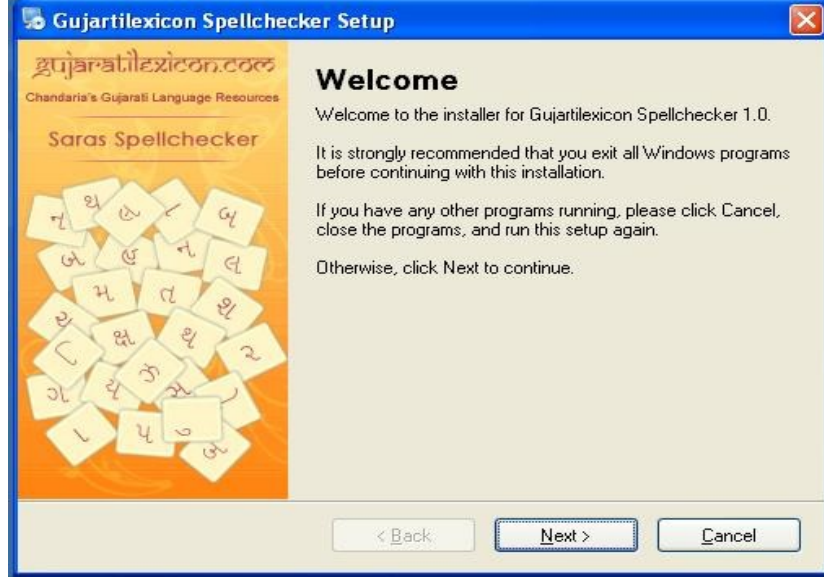 Gujartilexicon Spellchecker Setup
gujaratilexicon.com
Chandaria's Gujarati Language Resources
Saras Spellchecker
ન થ લ ્ બ
બ હ ન લ
મ ત શ
ય ક્ષ થ ર
ગ ય ઝ સ
પ
Welcome
Welcome to the installer for Gujartilexicon Spellchecker 1.0.
It is strongly recommended that you exit all Windows programs
before continuing with this installation.
If you have any other programs running, please click Cancel,
close the programs, and run this setup again.
Otherwise, click Next to continue.
< Back
Next >
Cancel